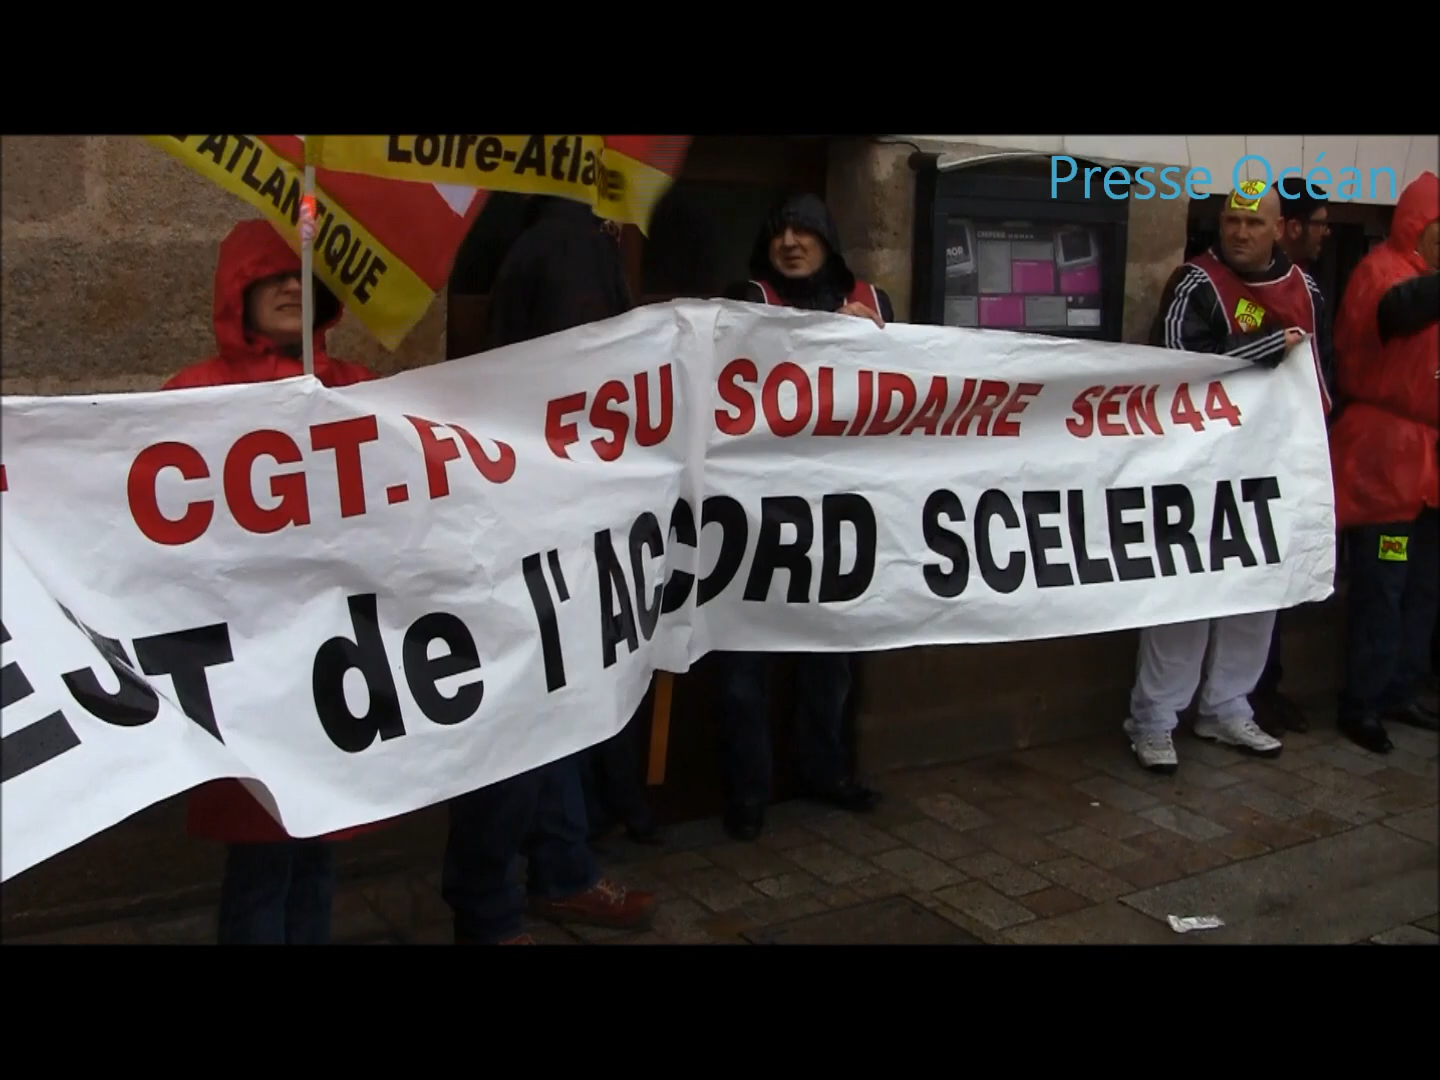 Presse Océan
ATLANTIQUE
Loire-Atla
CGT.FO FSU SOLIDAIRE SEN 44
de l'ACCORD SCELERAT